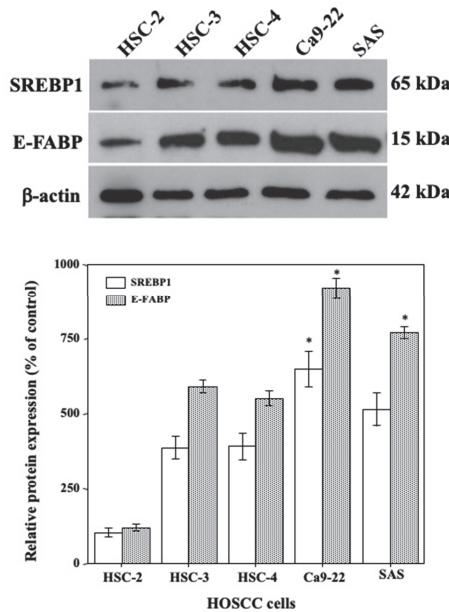 HSC-2 HSC-3 HSC-4 Ca9-22 SAS
SREBP1 65 kDa
E-FABP 15 kDa
β-actin 42 kDa
Relative protein expression (% of control)
1000
750
500
250
0
SREBP1
E-FABP
*
*
*
HSC-2 HSC-3 HSC-4 Ca9-22 SAS
HOSCC cells